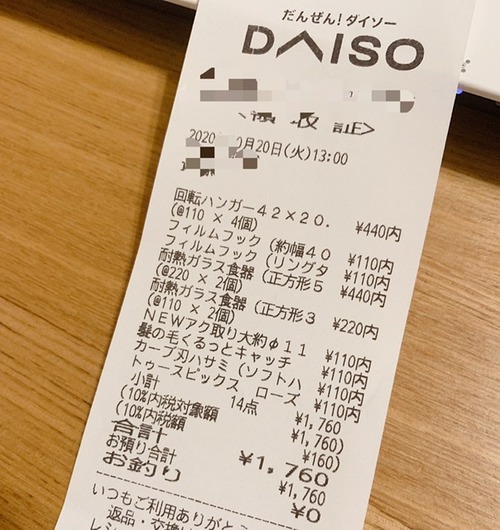 だんぜん！ダイソー
DAISO
<領収証>
2020 0月20日(火)13:00
回転ハンガー42×20. ¥440内
(@110 × 4個)
フィルムフック (約幅40 ¥110内
フィルムフック (リングタ ¥110内
耐熱ガラス食器 (正方形5 ¥440内
(@220 × 2個)
耐熱ガラス食器 (正方形3 ¥220内
(@110 × 2個)
NEWアク取り大約φ11 ¥110内
髪の毛くるっとキャッチ ¥110内
カーブ刃ハサミ (ソフトハ ¥110内
トゥースピックス ローズ ¥110内
小計 14点 ¥1,760
(10%内税対象額 ¥1,760)
(10%内税額 ¥160)
合計 ¥1,760
お預り合計 ¥1,760
お釣り ¥0
いつもご利用ありがと
返品・交換
レシ